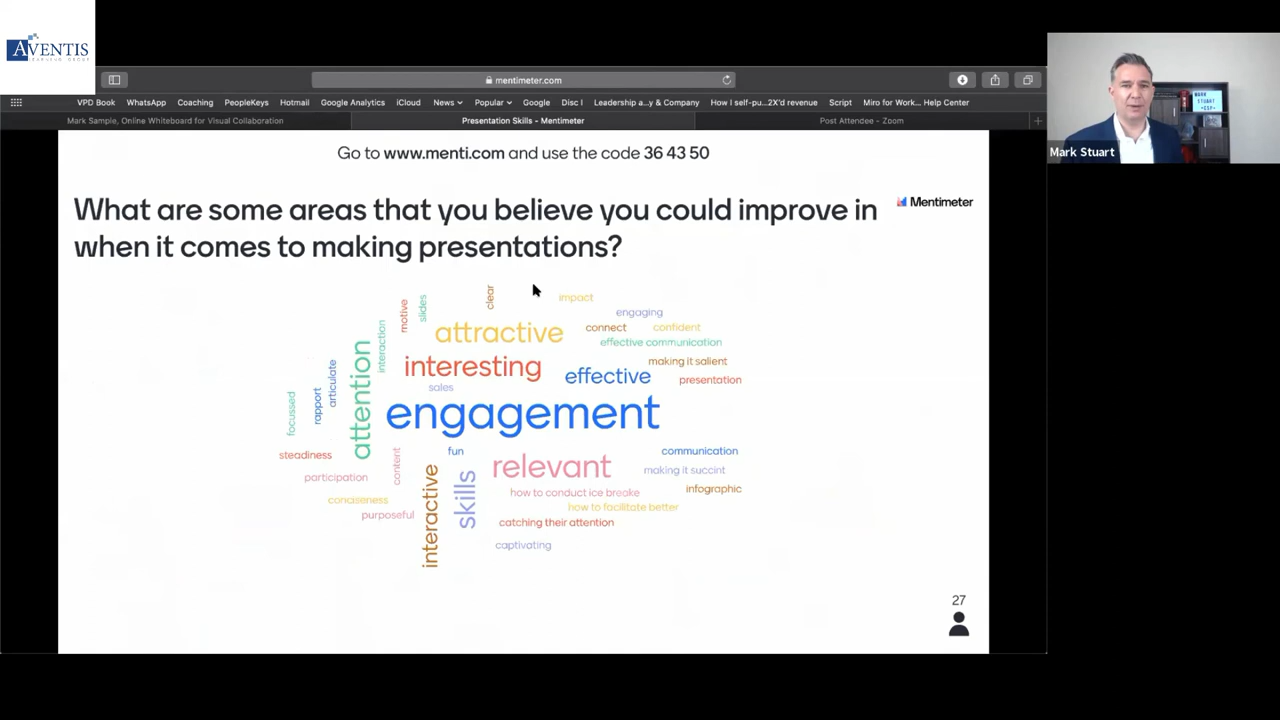 AVENTIS
LEARNING GROUP
mentimeter.com
VPD Book WhatsApp Coaching PeopleKeys Hotmail Google Analytics iCloud News Popular Google Disc I Leadership a...y & Company How I self-pu...2X'd revenue Script Miro for Work... Help Center
Mark Sample, Online Whiteboard for Visual Collaboration
Presentation Skills - Mentimeter
Post Attendee - Zoom
MARK
STUART
CSP
Mark Stuart
Go to www.menti.com and use the code 36 43 50
What are some areas that you believe you could improve in
when it comes to making presentations?
Mentimeter
clear
impact
slides
motive
engaging
interaction
attractive
connect
confident
effective communication
attention
interesting
making it salient
articulate
effective
presentation
sales
rapport
focussed
engagement
steadiness
fun
communication
content
relevant
making it succint
participation
interactive
skills
infographic
how to conduct ice breake
conciseness
how to facilitate better
purposeful
catching their attention
captivating
27